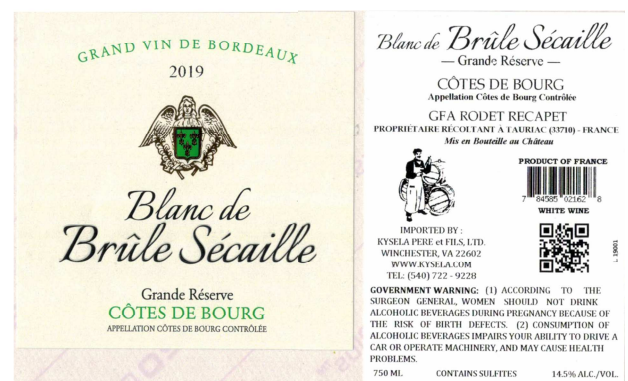 GRAND VIN DE BORDEAUX
2019
Blanc de
Brûle Sécaille
Grande Réserve
CÔTES DE BOURG
APPELLATION CÔTES DE BOURG CONTRÔLÉE
Blanc de Brûle Sécaille
— Grande Réserve —
CÔTES DE BOURG
Appellation Côtes de Bourg Contrôlée
GFA RODET RECAPET
PROPRIÉTAIRE RÉCOLTANT À TAURIAC (33710) - FRANCE
Mis en Bouteille au Château
PRODUCT OF FRANCE
7 84585 02162 8
WHITE WINE
IMPORTED BY :
KYSELA PERE et FILS, LTD.
WINCHESTER, VA 22602
WWW.KYSELA.COM
TEL: (540) 722 - 9228
L 19001
GOVERNMENT WARNING: (1) ACCORDING TO THE
SURGEON GENERAL, WOMEN SHOULD NOT DRINK
ALCOHOLIC BEVERAGES DURING PREGNANCY BECAUSE OF
THE RISK OF BIRTH DEFECTS. (2) CONSUMPTION OF
ALCOHOLIC BEVERAGES IMPAIRS YOUR ABILITY TO DRIVE A
CAR OR OPERATE MACHINERY, AND MAY CAUSE HEALTH
PROBLEMS.
750 ML CONTAINS SULFITES 14.5% ALC./VOL.